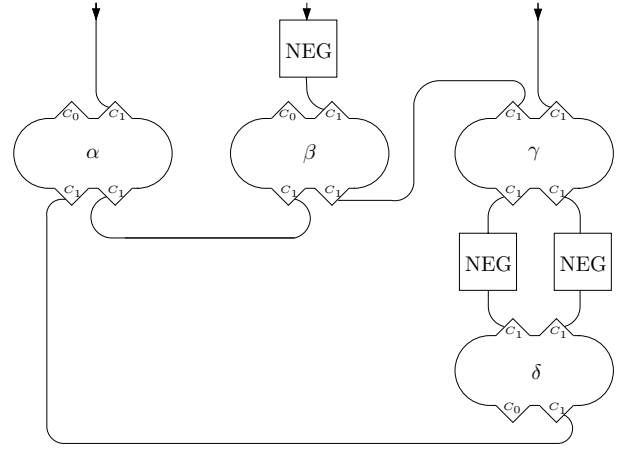 NEG
C₀ C₁ C₀ C₁ C₁ C₁
α β γ
C₁ C₁ C₁ C₁ C₁ C₁
NEG NEG
C₁ C₁
δ
C₀ C₁